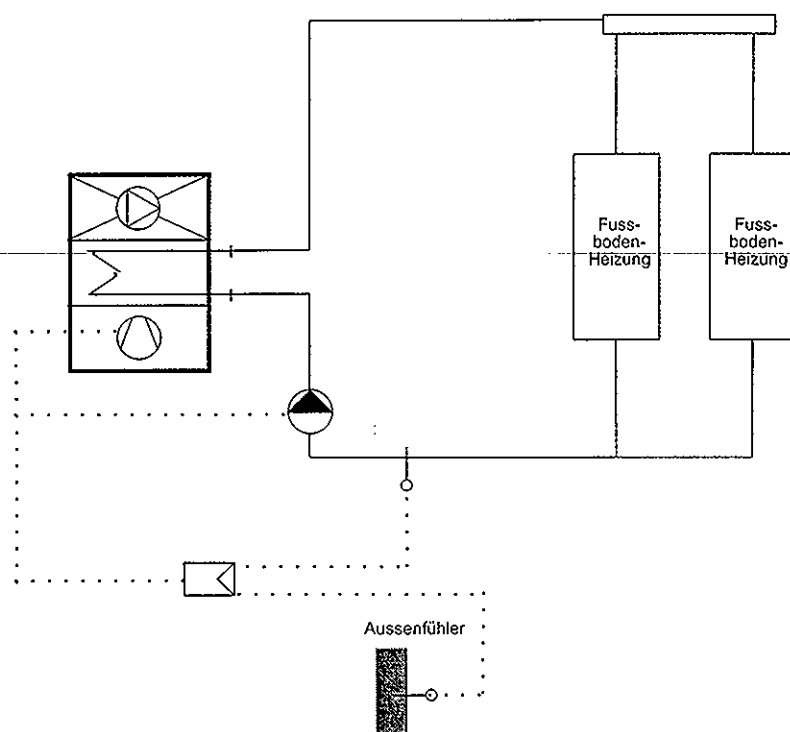 Fuss-
boden-
Heizung
Fuss-
boden-
Heizung
Aussenfühler